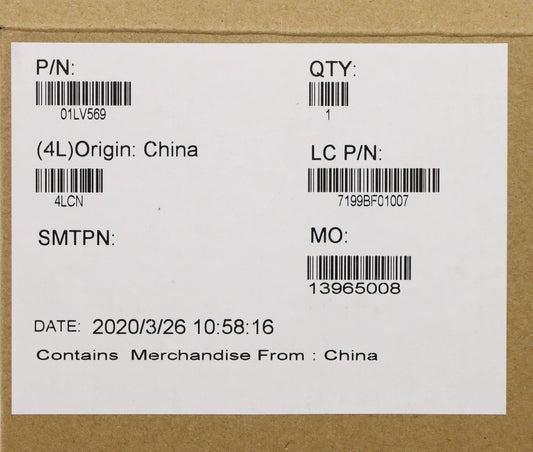 P/N:
01LV569
QTY:
1
(4L)Origin: China
4LCN
LC P/N:
7199BF01007
SMTPN:
MO:
13965008
DATE: 2020/3/26 10:58:16
Contains Merchandise From : China